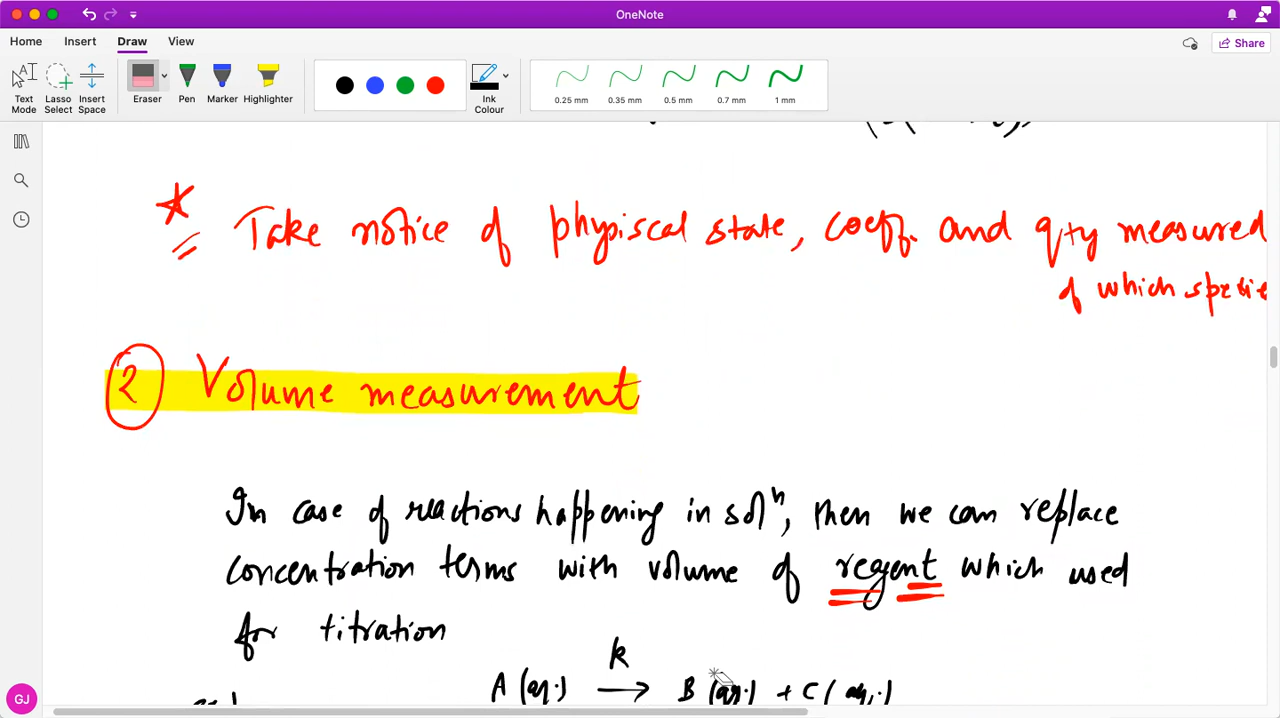 OneNote
Home Insert Draw View
Share
Text Mode
Lasso Select
Insert Space
Eraser
Pen
Marker
Highlighter
Ink Colour
0.25 mm 0.35 mm 0.5 mm 0.7 mm 1 mm
* Take notice of phypiscal state, coeff. and qty measured
of which specie
2 Volume measurement
In case of reactions happening in solⁿ, then we can replace
concentration terms with volume of regent which used
for titration
k
A (aq.) → B (aq.) + C ( aq.)
GJ